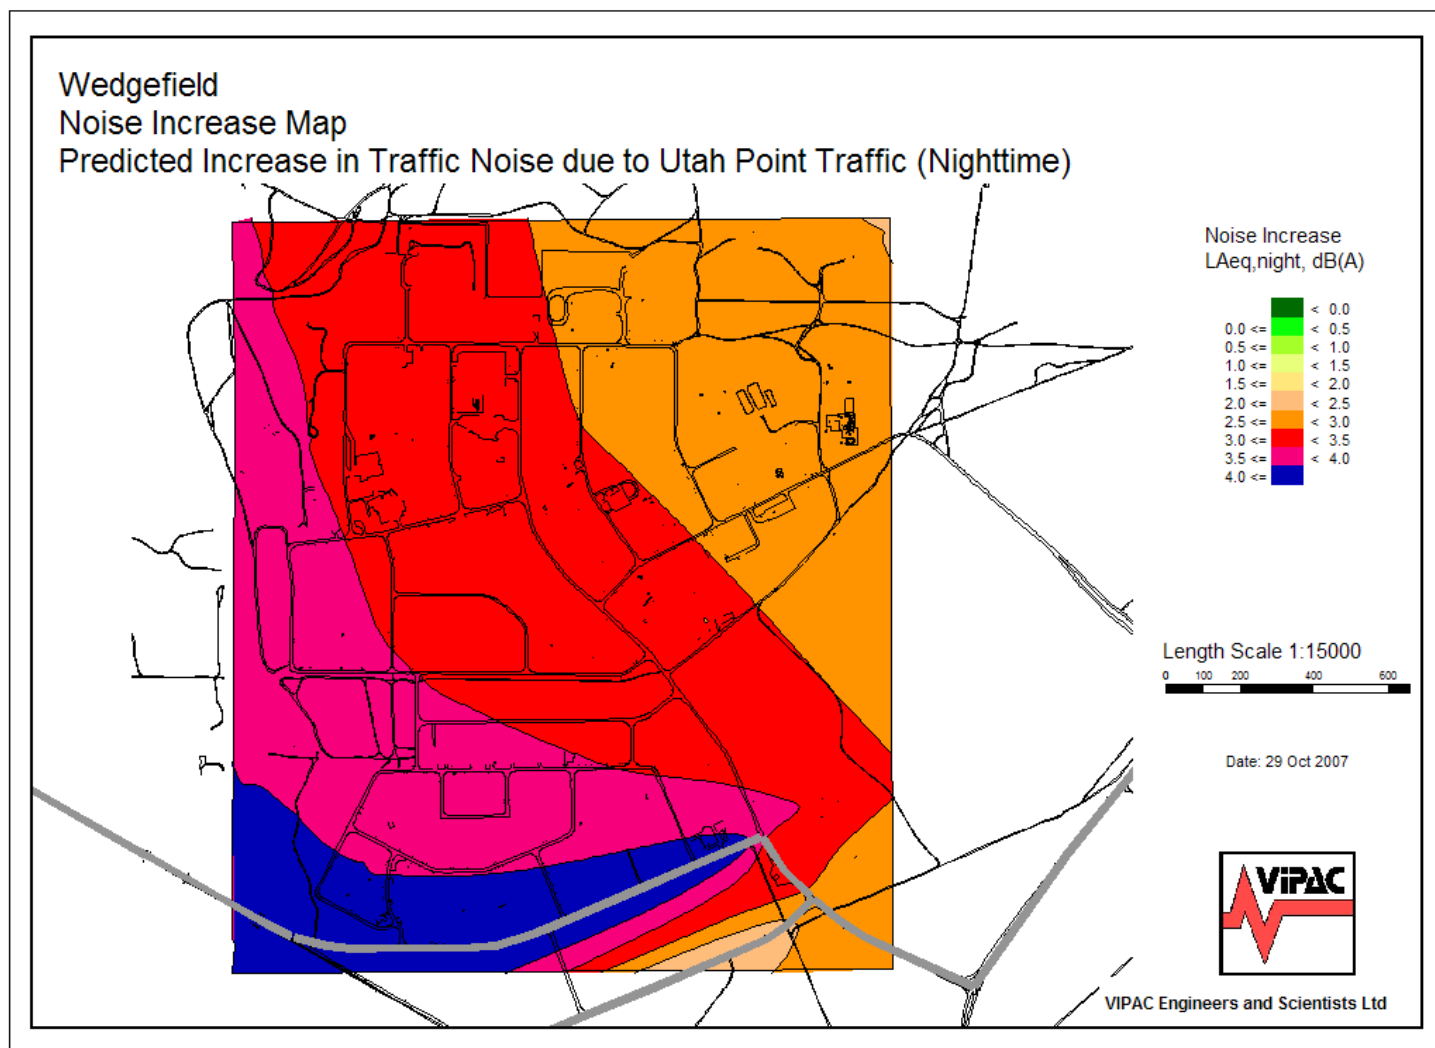 Wedgefield
Noise Increase Map
Predicted Increase in Traffic Noise due to Utah Point Traffic (Nighttime)
Noise Increase
LAeq,night, dB(A)
< 0.0
0.0 <= < 0.5
0.5 <= < 1.0
1.0 <= < 1.5
1.5 <= < 2.0
2.0 <= < 2.5
2.5 <= < 3.0
3.0 <= < 3.5
3.5 <= < 4.0
4.0 <=
Length Scale 1:15000
0 100 200 400 600
Date: 29 Oct 2007
ViPAC
VIPAC Engineers and Scientists Ltd